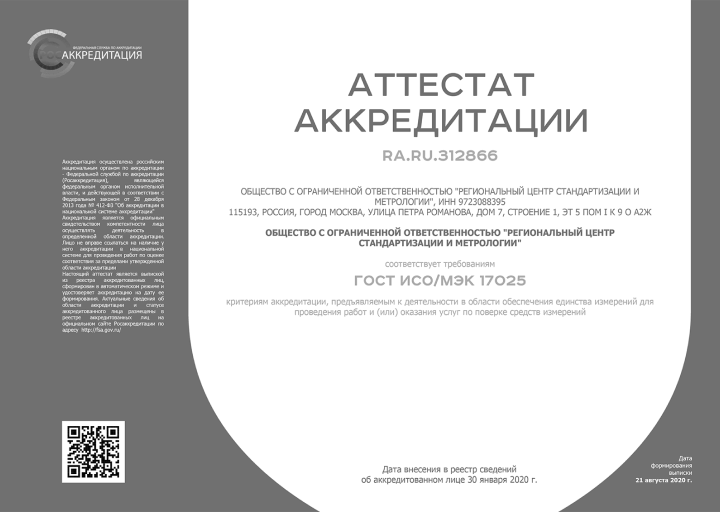 ФЕДЕРАЛЬНАЯ СЛУЖБА ПО АККРЕДИТАЦИИ
АККРЕДИТАЦИЯ
Аккредитация осуществлена российским
национальным органом по аккредитации
- Федеральной службой по аккредитации
(Росаккредитация), являющейся
федеральным органом исполнительной
власти, и действующей в соответствии с
Федеральным законом от 28 декабря
2013 года № 412-ФЗ "Об аккредитации в
национальной системе аккредитации"
Аттестат является официальным
свидетельством компетентности лица
осуществлять деятельность в
определенной области аккредитации.
Лицо не вправе ссылаться на наличие у
него аккредитации в национальной
системе для проведения работ по оценке
соответствия за пределами утвержденной
области аккредитации
Настоящий аттестат является выпиской
из реестра аккредитованных лиц,
сформирован в автоматическом режиме и
удостоверяет аккредитацию на дату ее
формирования. Актуальные сведения об
области аккредитации и статусе
аккредитованного лица размещены в
реестре аккредитованных лиц на
официальном сайте Росаккредитации по
адресу http://fsa.gov.ru/
АТТЕСТАТ
АККРЕДИТАЦИИ
RA.RU.312866
ОБЩЕСТВО С ОГРАНИЧЕННОЙ ОТВЕТСТВЕННОСТЬЮ "РЕГИОНАЛЬНЫЙ ЦЕНТР СТАНДАРТИЗАЦИИ И
МЕТРОЛОГИИ", ИНН 9723088395
115193, РОССИЯ, ГОРОД МОСКВА, УЛИЦА ПЕТРА РОМАНОВА, ДОМ 7, СТРОЕНИЕ 1, ЭТ 5 ПОМ I К 9 О А2Ж
ОБЩЕСТВО С ОГРАНИЧЕННОЙ ОТВЕТСТВЕННОСТЬЮ "РЕГИОНАЛЬНЫЙ ЦЕНТР
СТАНДАРТИЗАЦИИ И МЕТРОЛОГИИ"
соответствует требованиям
ГОСТ ИСО/МЭК 17025
критериям аккредитации, предъявляемым к деятельности в области обеспечения единства измерений для
проведения работ и (или) оказания услуг по поверке средств измерений
Дата внесения в реестр сведений
об аккредитованном лице 30 января 2020 г.
Дата
формирования
выписки
21 августа 2020 г.